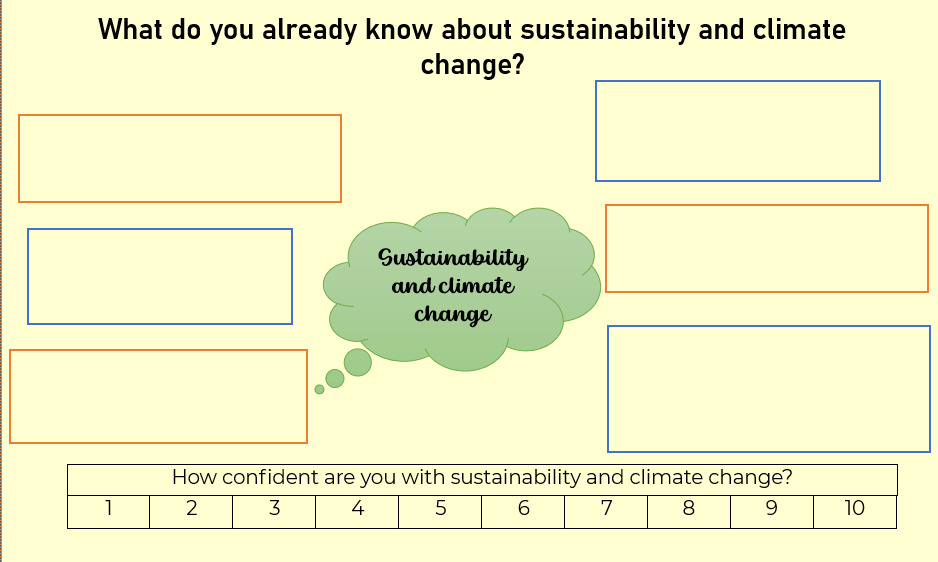 What do you already know about sustainability and climate
change?
Sustainability
and climate
change
How confident are you with sustainability and climate change?
1 2 3 4 5 6 7 8 9 10